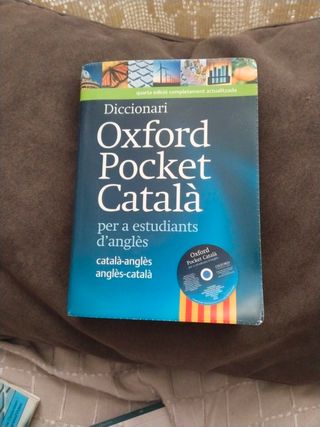 quarta edició completament actualitzada
Diccionari
Oxford
Pocket
Català
per a estudiants
d'anglès
català-anglès
anglès-català
Oxford
Pocket Català